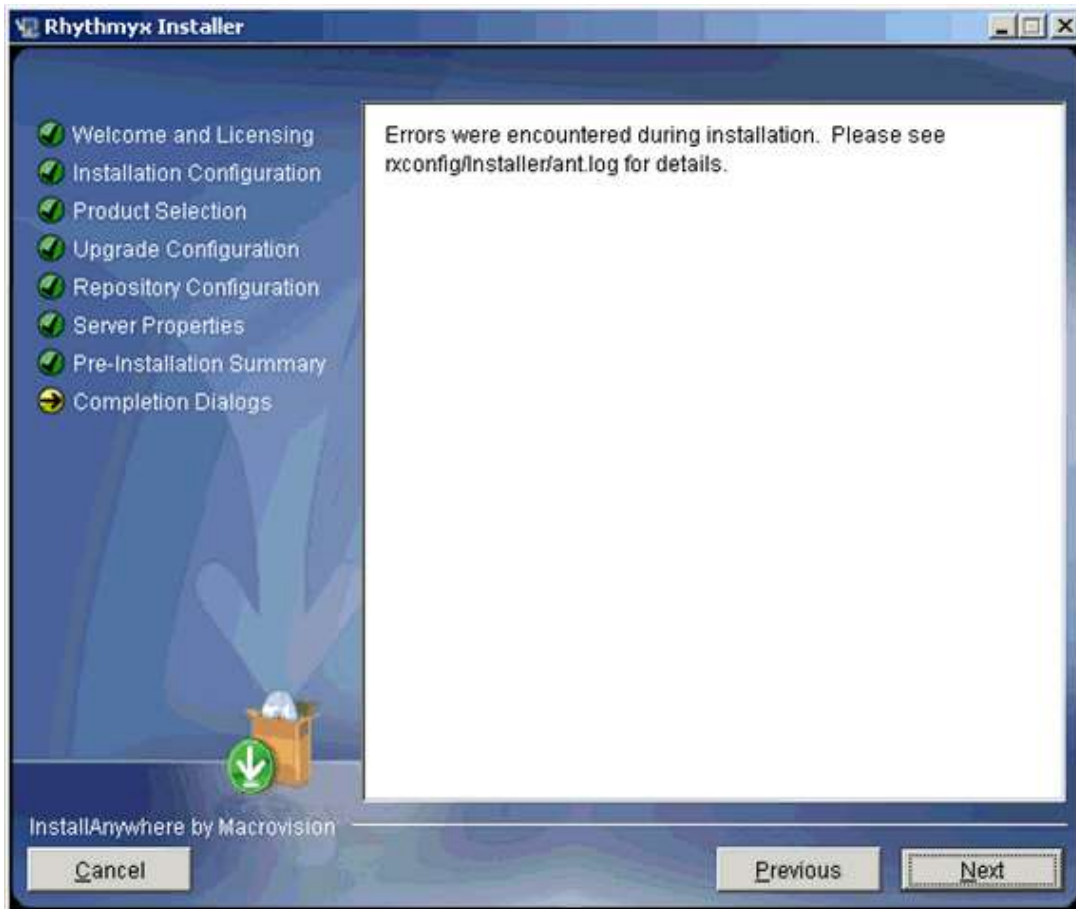 Rhythmyx Installer
Welcome and Licensing
Installation Configuration
Product Selection
Upgrade Configuration
Repository Configuration
Server Properties
Pre-Installation Summary
Completion Dialogs
Errors were encountered during installation. Please see
rxconfig/Installer/ant.log for details.
InstallAnywhere by Macrovision
Cancel
Previous
Next